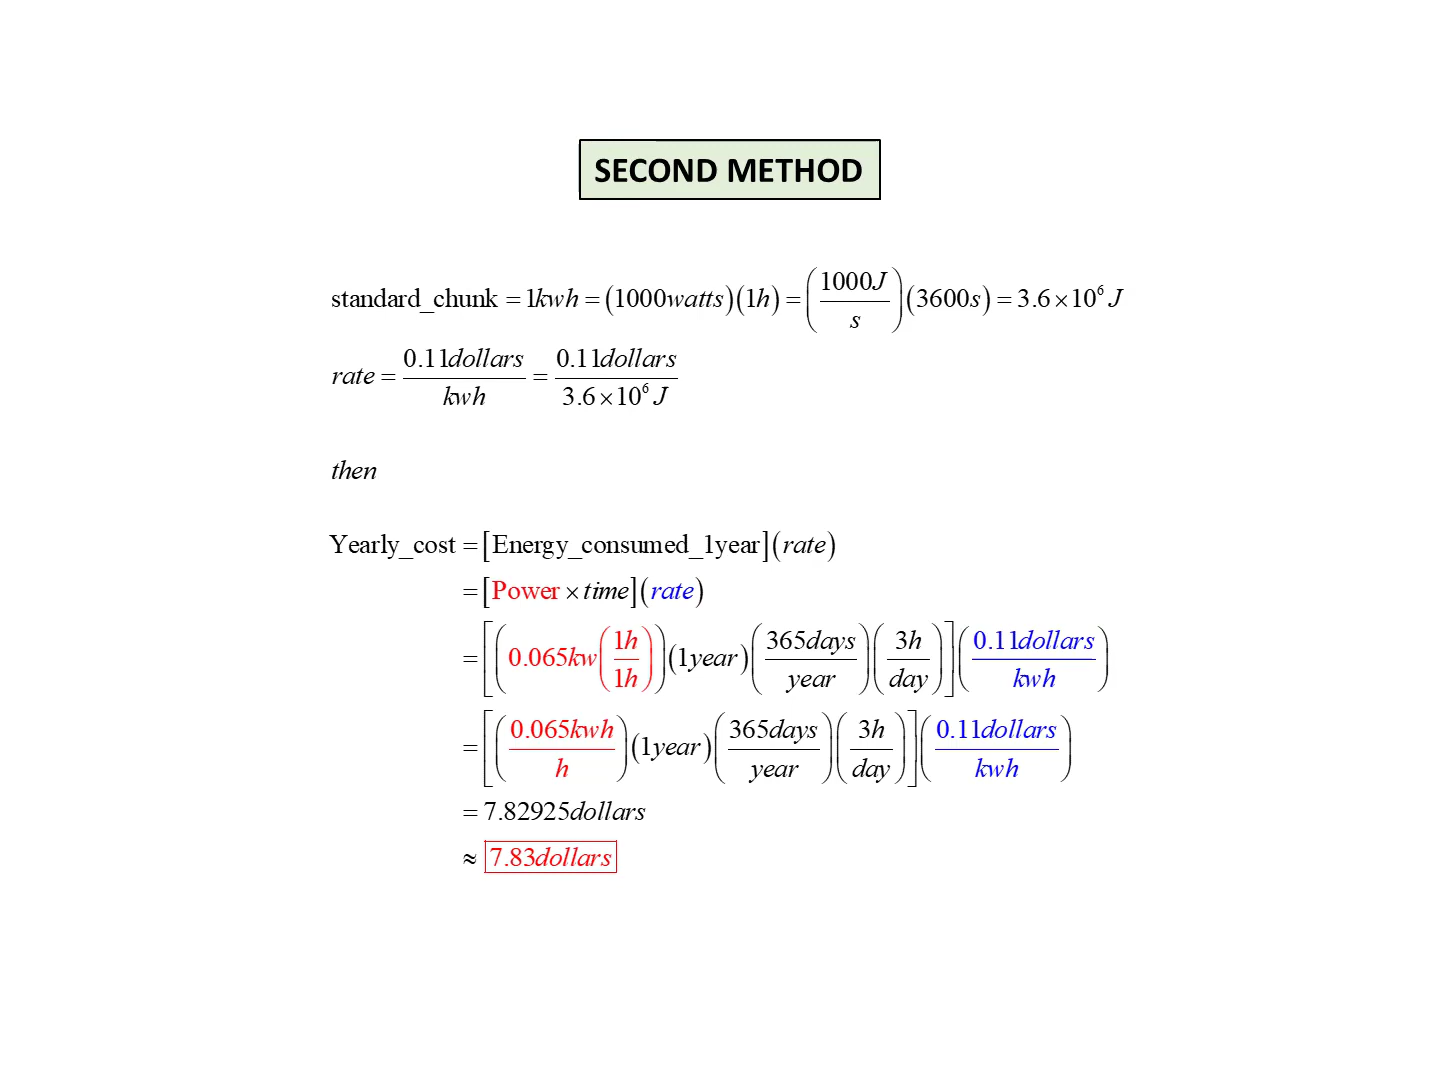 SECOND METHOD
standard_chunk = 1kwh = (1000watts)(1h) = (1000J/s)(3600s) = 3.6×10⁶ J
rate = 0.11dollars/kwh = 0.11dollars/3.6×10⁶ J
then
Yearly_cost = [Energy_consumed_1year](rate)
= [Power × time](rate)
= [(0.065kw(1h/1h))(1year)(365days/year)(3h/day)](0.11dollars/kwh)
= [(0.065kwh/h)(1year)(365days/year)(3h/day)](0.11dollars/kwh)
= 7.82925dollars
≈ 7.83dollars